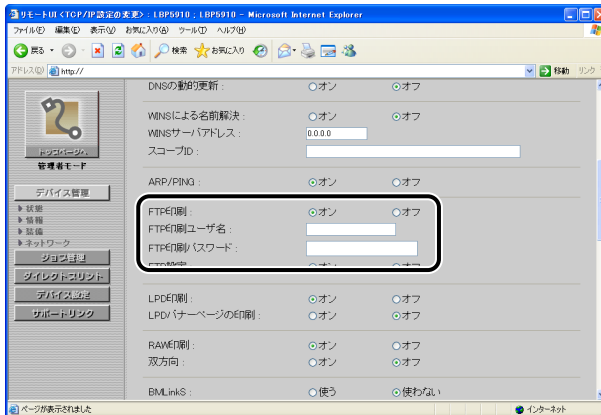 リモートUI <TCP/IP設定の変更> : LBP5910 ; LBP5910 - Microsoft Internet Explorer
ファイル(F) 編集(E) 表示(V) お気に入り(A) ツール(T) ヘルプ(H)
戻る 検索 お気に入り
アドレス(D) http:// 移動 リンク
DNSの動的更新 : オン オフ
WINSによる名前解決 : オン オフ
WINSサーバアドレス : 0.0.0.0
スコープID :
トップページへ
管理者モード
ARP/PING : オン オフ
デバイス管理
状態
情報
装備
ネットワーク
ジョブ管理
ダイレクトプリント
デバイス設定
サポートリンク
FTP印刷 : オン オフ
FTP印刷ユーザ名 :
FTP印刷パスワード :
FTP設定 オン オフ
LPD印刷 : オン オフ
LPDバナーページの印刷 : オン オフ
RAW印刷 : オン オフ
双方向 : オン オフ
BMLinkS : 使う 使わない
ページが表示されました インターネット